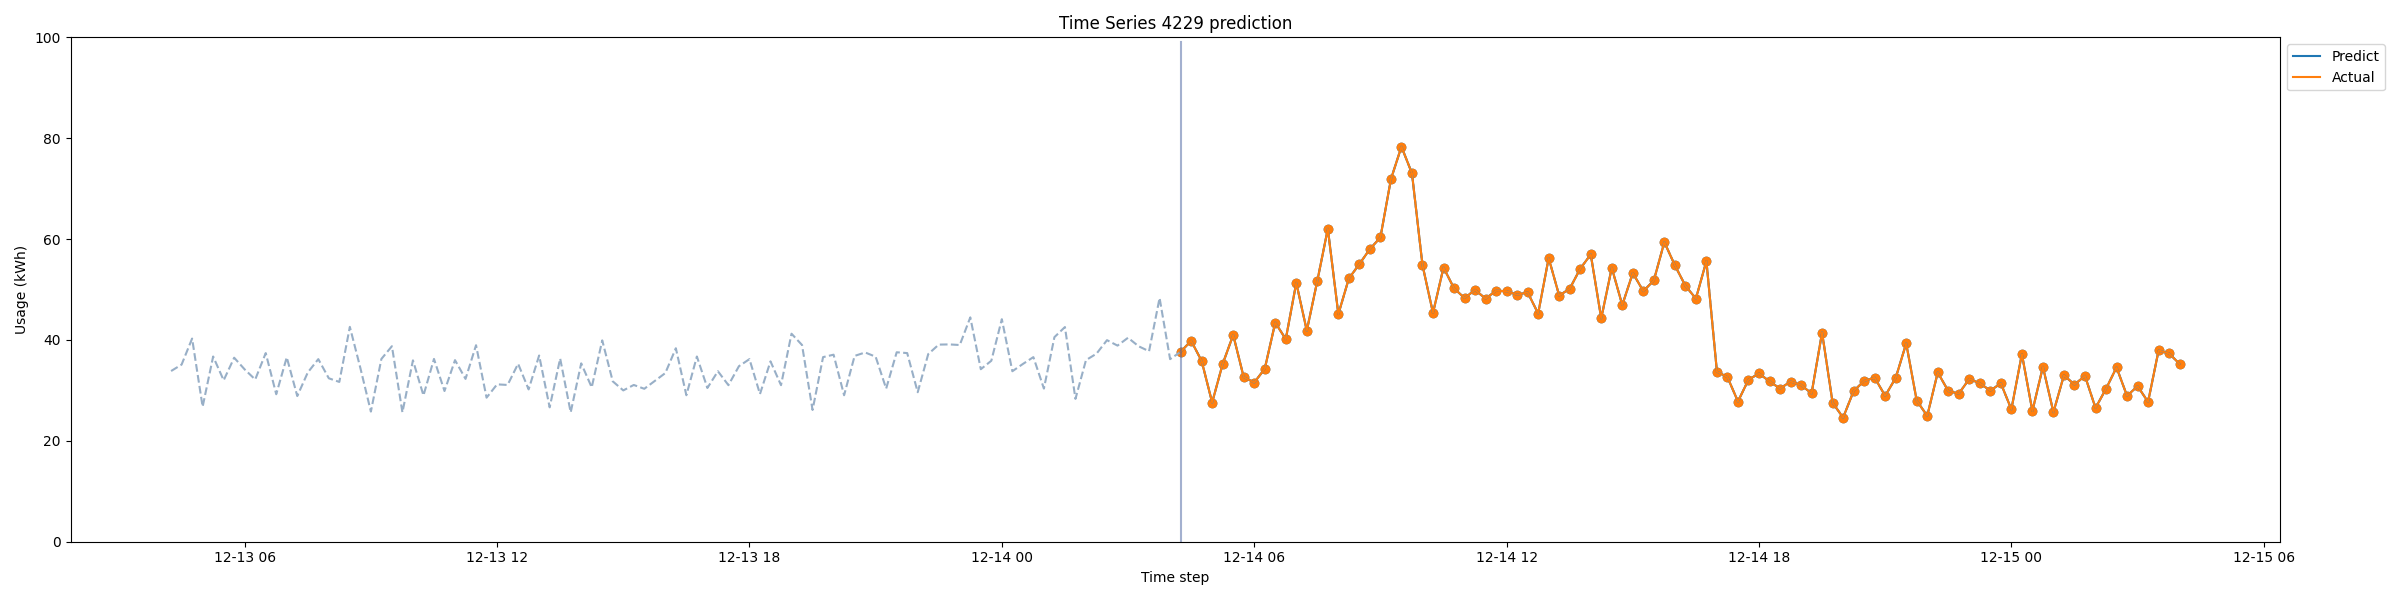 Time Series 4229 prediction
Predict
Actual
100
80
60
40
20
0
Usage (kWh)
12-13 06 12-13 12 12-13 18 12-14 00 12-14 06 12-14 12 12-14 18 12-15 00 12-15 06
Time step